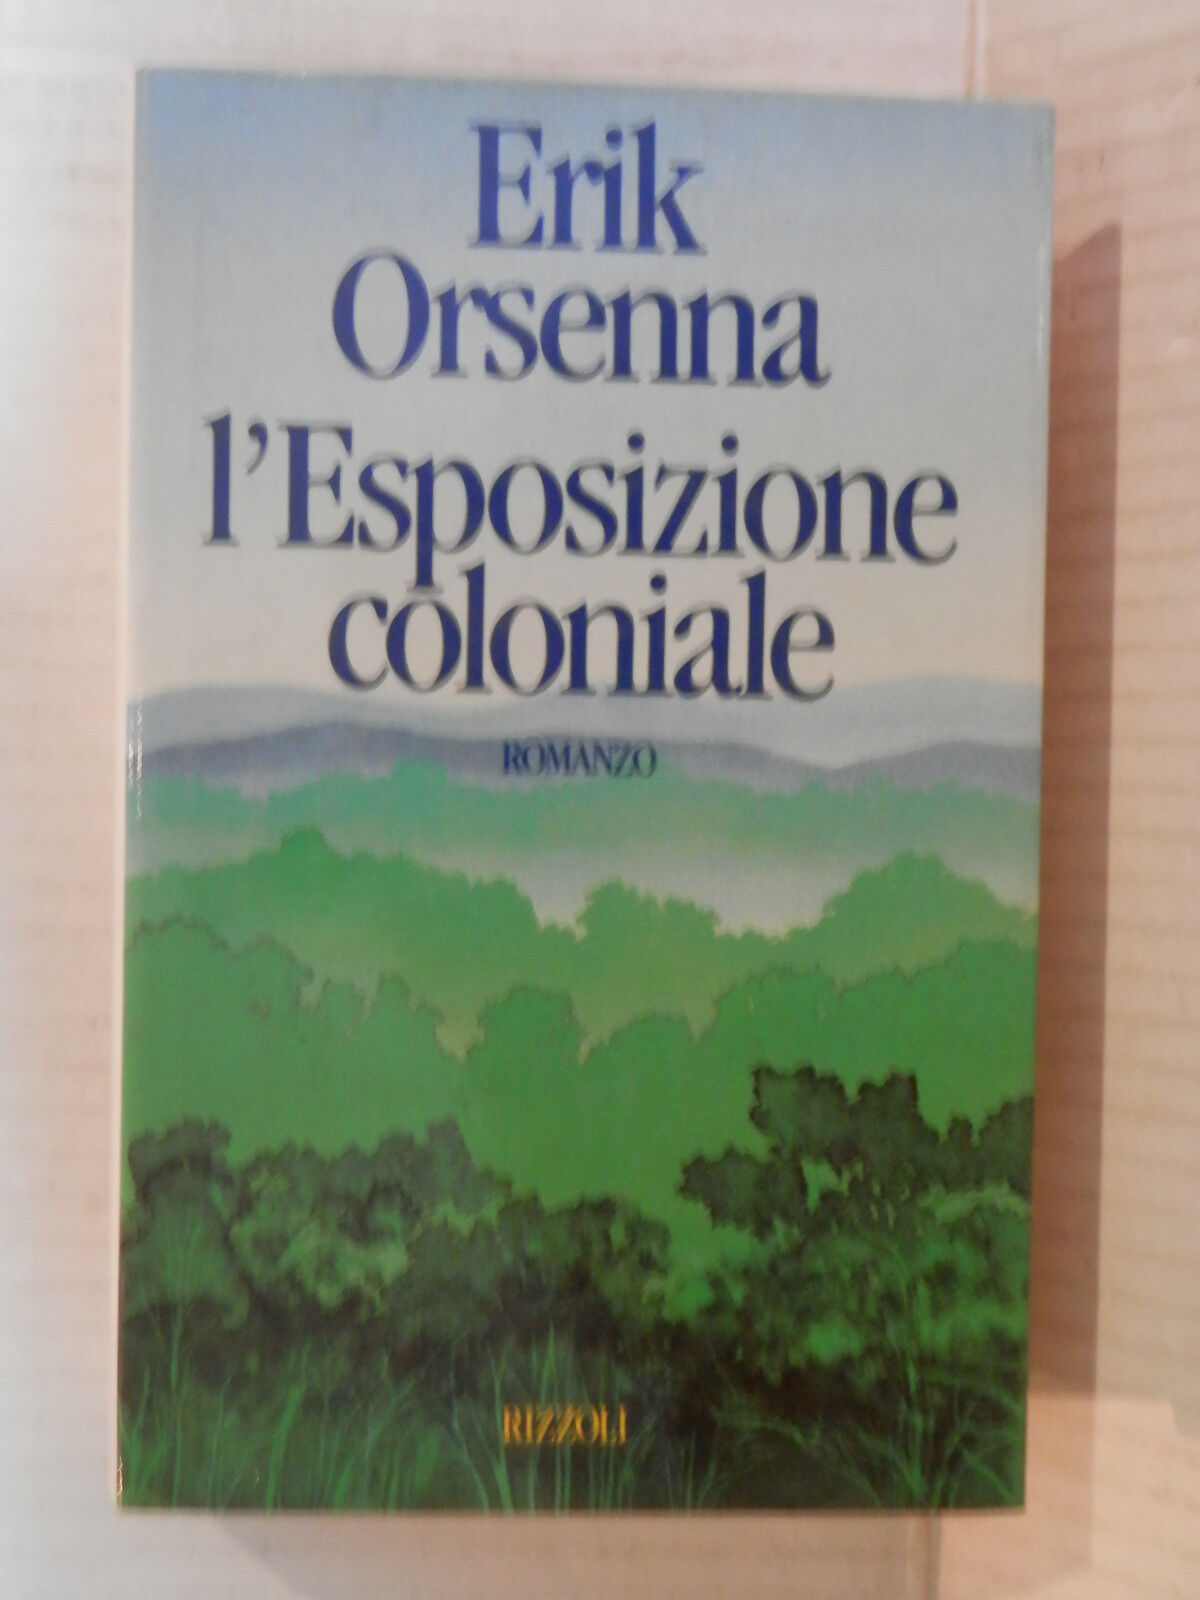 Erik
Orsenna
l'Esposizione
coloniale
ROMANZO
RIZZOLI